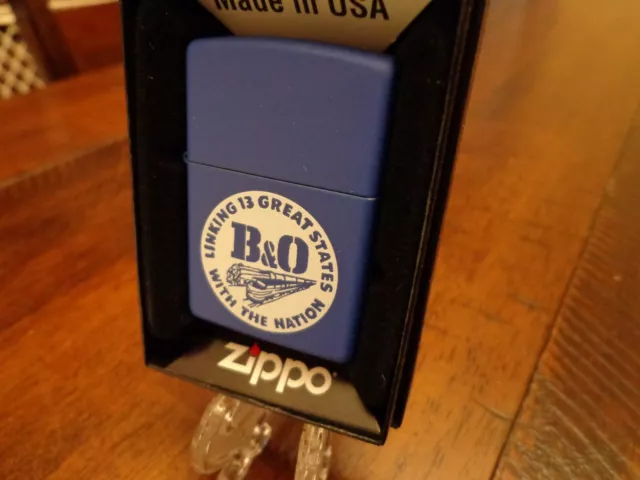 Made in USA
LINKING 13 GREAT STATES
B&O
WITH THE NATION
zippo